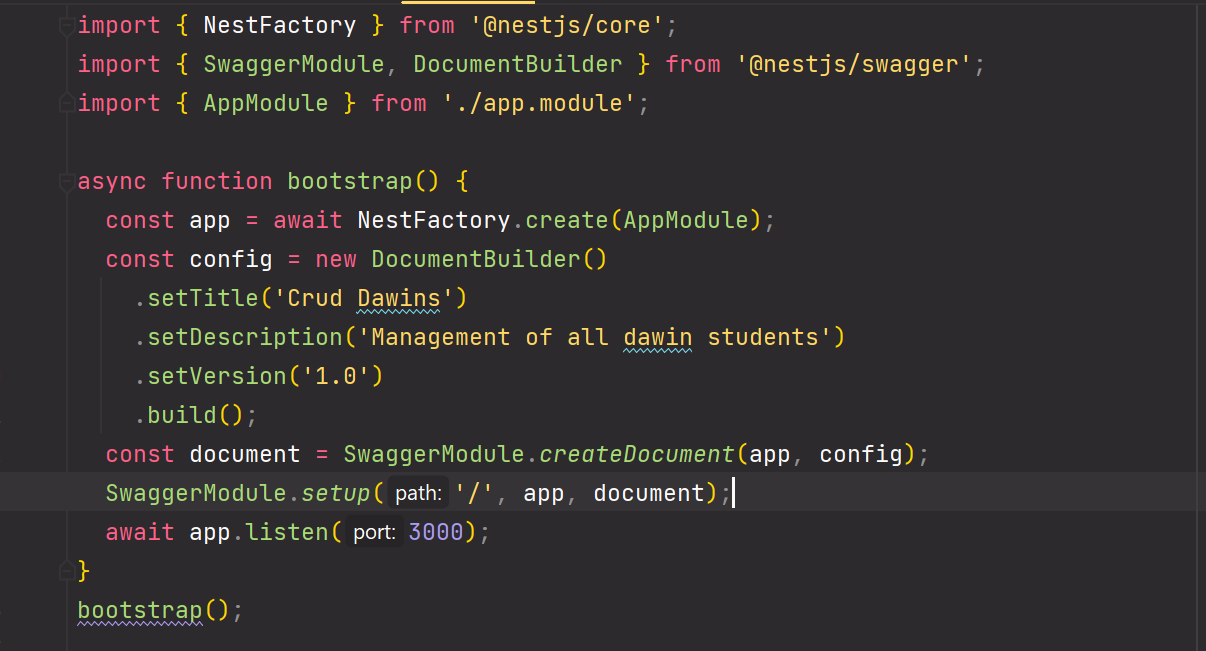 import { NestFactory } from '@nestjs/core';
import { SwaggerModule, DocumentBuilder } from '@nestjs/swagger';
import { AppModule } from './app.module';

async function bootstrap() {
  const app = await NestFactory.create(AppModule);
  const config = new DocumentBuilder()
    .setTitle('Crud Dawins')
    .setDescription('Management of all dawin students')
    .setVersion('1.0')
    .build();
  const document = SwaggerModule.createDocument(app, config);
  SwaggerModule.setup( path: '/', app, document);
  await app.listen( port: 3000);
}
bootstrap();